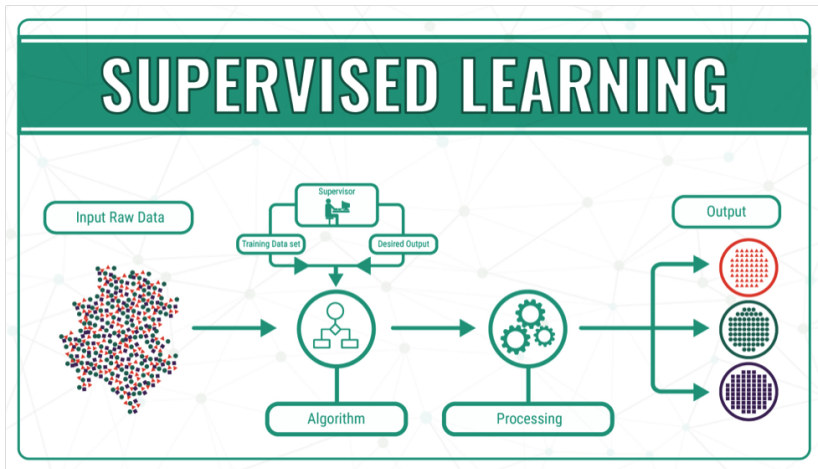 SUPERVISED LEARNING
Input Raw Data
Supervisor
Training Data set
Desired Output
Algorithm
Processing
Output